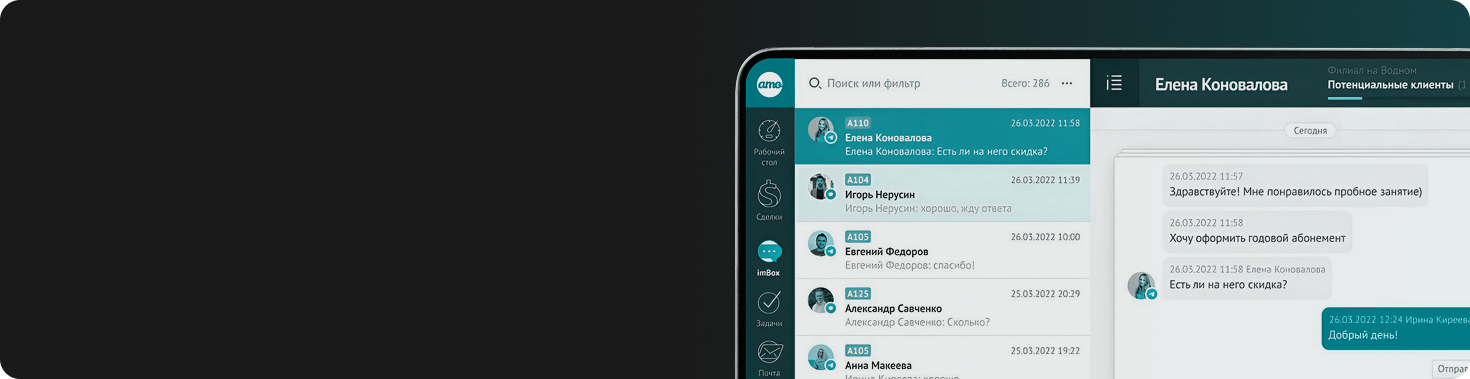 amo
Рабочий
стол
Сделки
imBox
Задачи
Почта
Поиск или фильтр
Всего: 286
A110
26.03.2022 11:58
Елена Коновалова
Елена Коновалова: Есть ли на него скидка?
A104
26.03.2022 11:39
Игорь Нерусин
Игорь Нерусин: хорошо, жду ответа
A105
26.03.2022 10:00
Евгений Федоров
Евгений Федоров: спасибо!
A125
25.03.2022 20:29
Александр Савченко
Александр Савченко: Сколько?
A105
25.03.2022 19:22
Анна Макеева
Ирина Киреева: хорошо
Елена Коновалова
Филиал на Водном
Потенциальные клиенты (1
Сегодня
26.03.2022 11:57
Здравствуйте! Мне понравилось пробное занятие)
26.03.2022 11:58
Хочу оформить годовой абонемент
26.03.2022 11:58 Елена Коновалова
Есть ли на него скидка?
26.03.2022 12:24 Ирина Киреева
Добрый день!
Отправ